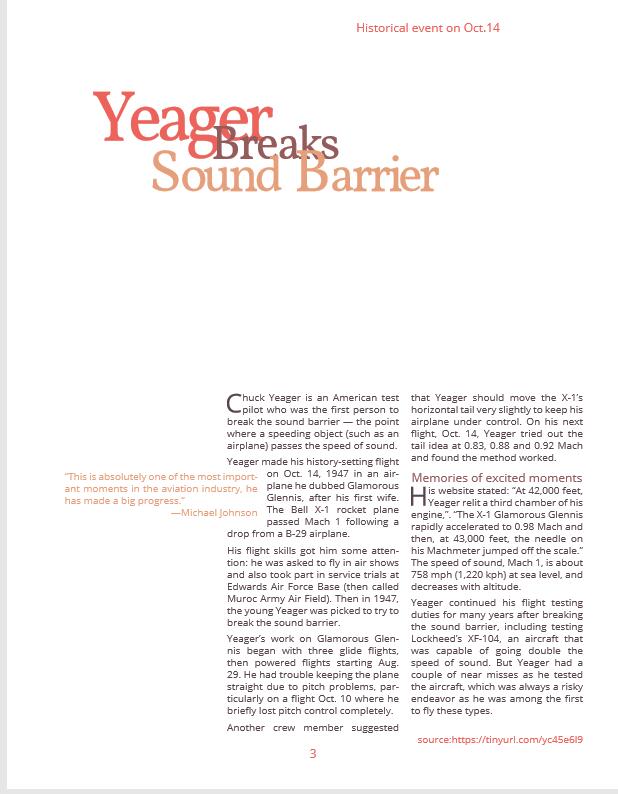 Historical event on Oct.14
Yeager
Breaks
Sound Barrier
Chuck Yeager is an American test
pilot who was the first person to
break the sound barrier — the point
where a speeding object (such as an
airplane) passes the speed of sound.
Yeager made his history-setting flight
on Oct. 14, 1947 in an air-
plane he dubbed Glamorous
Glennis, after his first wife.
The Bell X-1 rocket plane
passed Mach 1 following a
drop from a B-29 airplane.
“This is absolutely one of the most import-
ant moments in the aviation industry, he
has made a big progress.”
—Michael Johnson
His flight skills got him some atten-
tion: he was asked to fly in air shows
and also took part in service trials at
Edwards Air Force Base (then called
Muroc Army Air Field). Then in 1947,
the young Yeager was picked to try to
break the sound barrier.
Yeager’s work on Glamorous Glen-
nis began with three glide flights,
then powered flights starting Aug.
29. He had trouble keeping the plane
straight due to pitch problems, par-
ticularly on a flight Oct. 10 where he
briefly lost pitch control completely.
Another crew member suggested
that Yeager should move the X-1’s
horizontal tail very slightly to keep his
airplane under control. On his next
flight, Oct. 14, Yeager tried out the
tail idea at 0.83, 0.88 and 0.92 Mach
and found the method worked.
Memories of excited moments
His website stated: “At 42,000 feet,
Yeager relit a third chamber of his
engine,”. “The X-1 Glamorous Glennis
rapidly accelerated to 0.98 Mach and
then, at 43,000 feet, the needle on
his Machmeter jumped off the scale.”
The speed of sound, Mach 1, is about
758 mph (1,220 kph) at sea level, and
decreases with altitude.
Yeager continued his flight testing
duties for many years after breaking
the sound barrier, including testing
Lockheed’s XF-104, an aircraft that
was capable of going double the
speed of sound. But Yeager had a
couple of near misses as he tested
the aircraft, which was always a risky
endeavor as he was among the first
to fly these types.
source:https://tinyurl.com/yc45e6l9
3